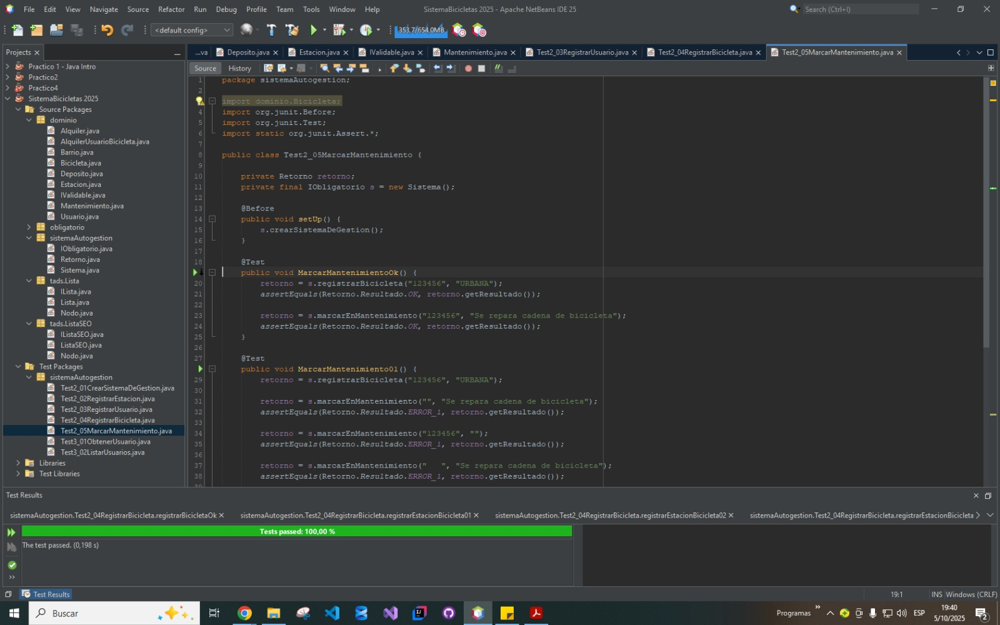 File Edit View Navigate Source Refactor Run Debug Profile Team Tools Window Help
SistemaBicicletas 2025 - Apache NetBeans IDE 25
Search (Ctrl+I)
<default config>
353,7/654,0MB
Projects
...va Deposito.java Estacion.java IValidable.java Mantenimiento.java Test2_03RegistrarUsuario.java Test2_04RegistrarBicicleta.java Test2_05MarcarMantenimiento.java
Source History
Practico 1 - Java Intro
Practico2
Practico4
SistemaBicicletas 2025
Source Packages
dominio
Alquiler.java
AlquilerUsuarioBicicleta.java
Barrio.java
Bicicleta.java
Deposito.java
Estacion.java
IValidable.java
Mantenimiento.java
Usuario.java
obligatorio
sistemaAutogestion
IObligatorio.java
Retorno.java
Sistema.java
tads.Lista
ILista.java
Lista.java
Nodo.java
tads.ListaSEO
IListaSEO.java
ListaSEO.java
Nodo.java
Test Packages
sistemaAutogestion
Test2_01CrearSistemaDeGestion.java
Test2_02RegistrarEstacion.java
Test2_03RegistrarUsuario.java
Test2_04RegistrarBicicleta.java
Test2_05MarcarMantenimiento.java
Test3_01ObtenerUsuario.java
Test3_02ListarUsuarios.java
Libraries
Test Libraries
1 package sistemaAutogestion;
2
import dominio.Bicicleta;
4 import org.junit.Before;
5 import org.junit.Test;
6 import static org.junit.Assert.*;
7
8 public class Test2_05MarcarMantenimiento {
9
10 private Retorno retorno;
11 private final IObligatorio s = new Sistema();
12
13 @Before
14 public void setUp() {
15 s.crearSistemaDeGestion();
16 }
17
18 @Test
public void MarcarMantenimientoOk() {
20 retorno = s.registrarBicicleta("123456", "URBANA");
21 assertEquals(Retorno.Resultado.OK, retorno.getResultado());
22
23 retorno = s.marcarEnMantenimiento("123456", "Se repara cadena de bicicleta");
24 assertEquals(Retorno.Resultado.OK, retorno.getResultado());
25 }
26
27 @Test
public void MarcarMantenimiento01() {
29 retorno = s.registrarBicicleta("123456", "URBANA");
30
31 retorno = s.marcarEnMantenimiento("", "Se repara cadena de bicicleta");
32 assertEquals(Retorno.Resultado.ERROR_1, retorno.getResultado());
33
34 retorno = s.marcarEnMantenimiento("123456", "");
35 assertEquals(Retorno.Resultado.ERROR_1, retorno.getResultado());
36
37 retorno = s.marcarEnMantenimiento("   ", "Se repara cadena de bicicleta");
38 assertEquals(Retorno.Resultado.ERROR_1, retorno.getResultado());
39
Test Results
sistemaAutogestion.Test2_04RegistrarBicicleta.registrarBicicletaOk sistemaAutogestion.Test2_04RegistrarBicicleta.registrarEstacionBicicleta01 sistemaAutogestion.Test2_04RegistrarBicicleta.registrarEstacionBicicleta02 sistemaAutogestion.Test2_04RegistrarBicicleta.registrarEstacionBicicleta
Tests passed: 100,00 %
The test passed. (0,198 s)
Test Results
19:1 INS Windows (CRLF)
Buscar
Programas
ESP
19:40
5/10/2025
2